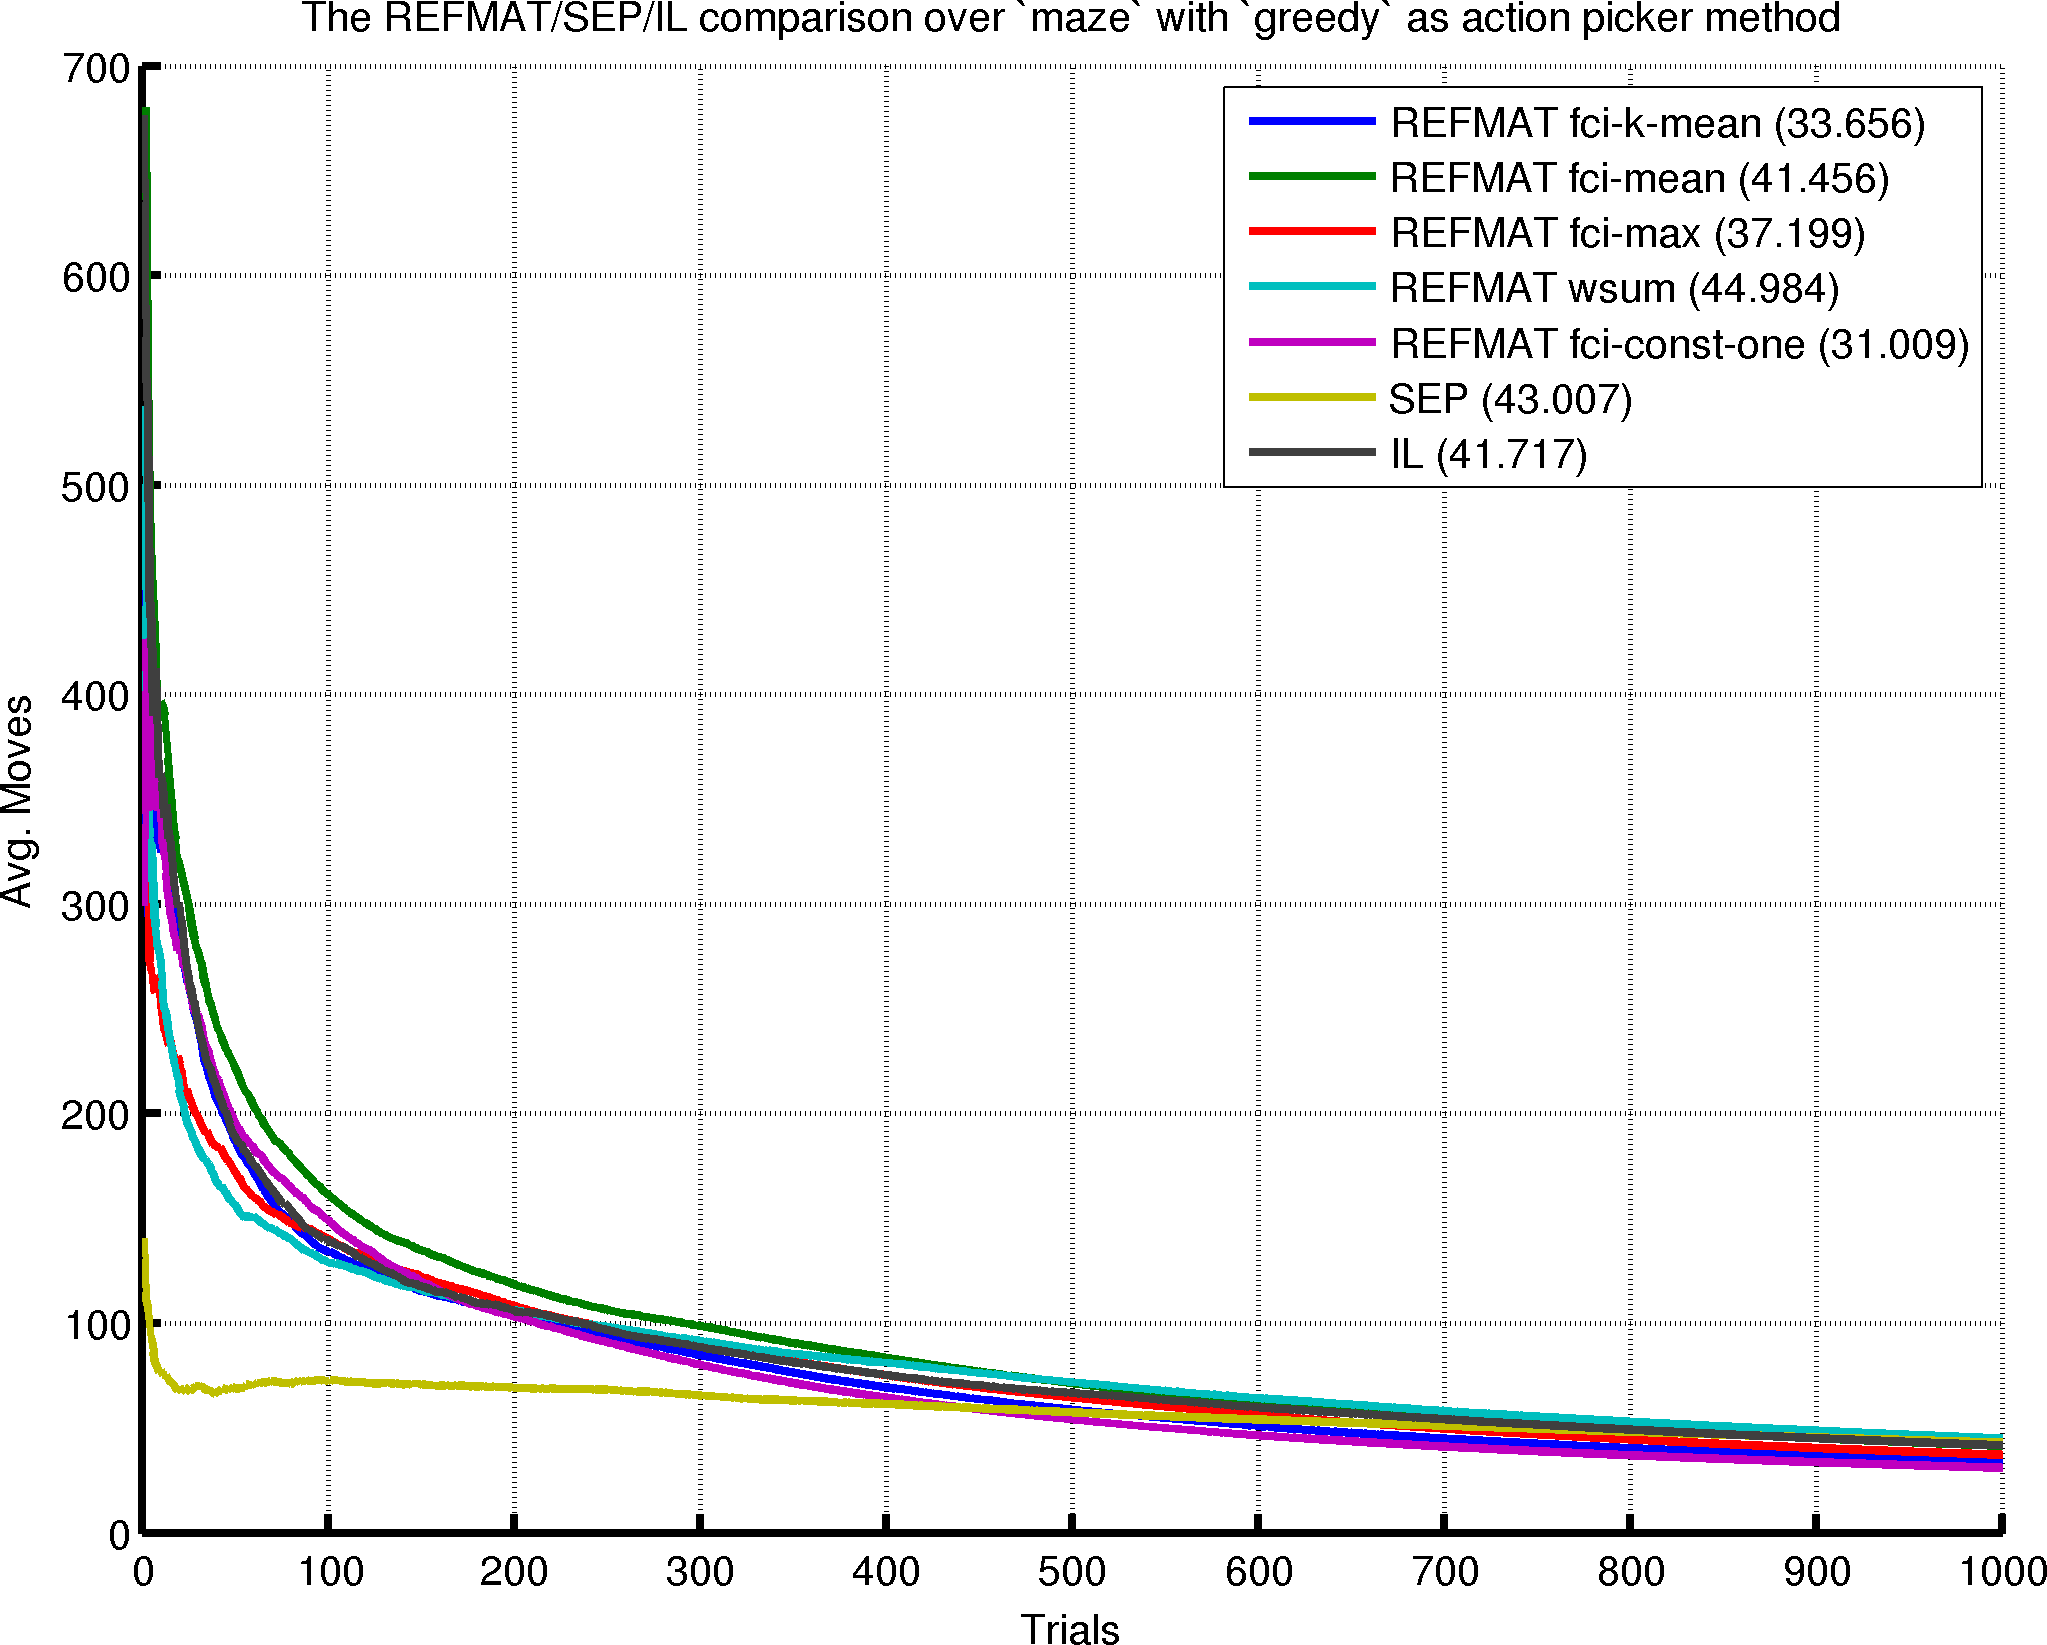 The REFMAT/SEP/IL comparison over `maze` with `greedy` as action picker method
700
600
500
400
300
200
100
0
Avg. Moves
REFMAT fci-k-mean (33.656)
REFMAT fci-mean (41.456)
REFMAT fci-max (37.199)
REFMAT wsum (44.984)
REFMAT fci-const-one (31.009)
SEP (43.007)
IL (41.717)
0 100 200 300 400 500 600 700 800 900 1000
Trials